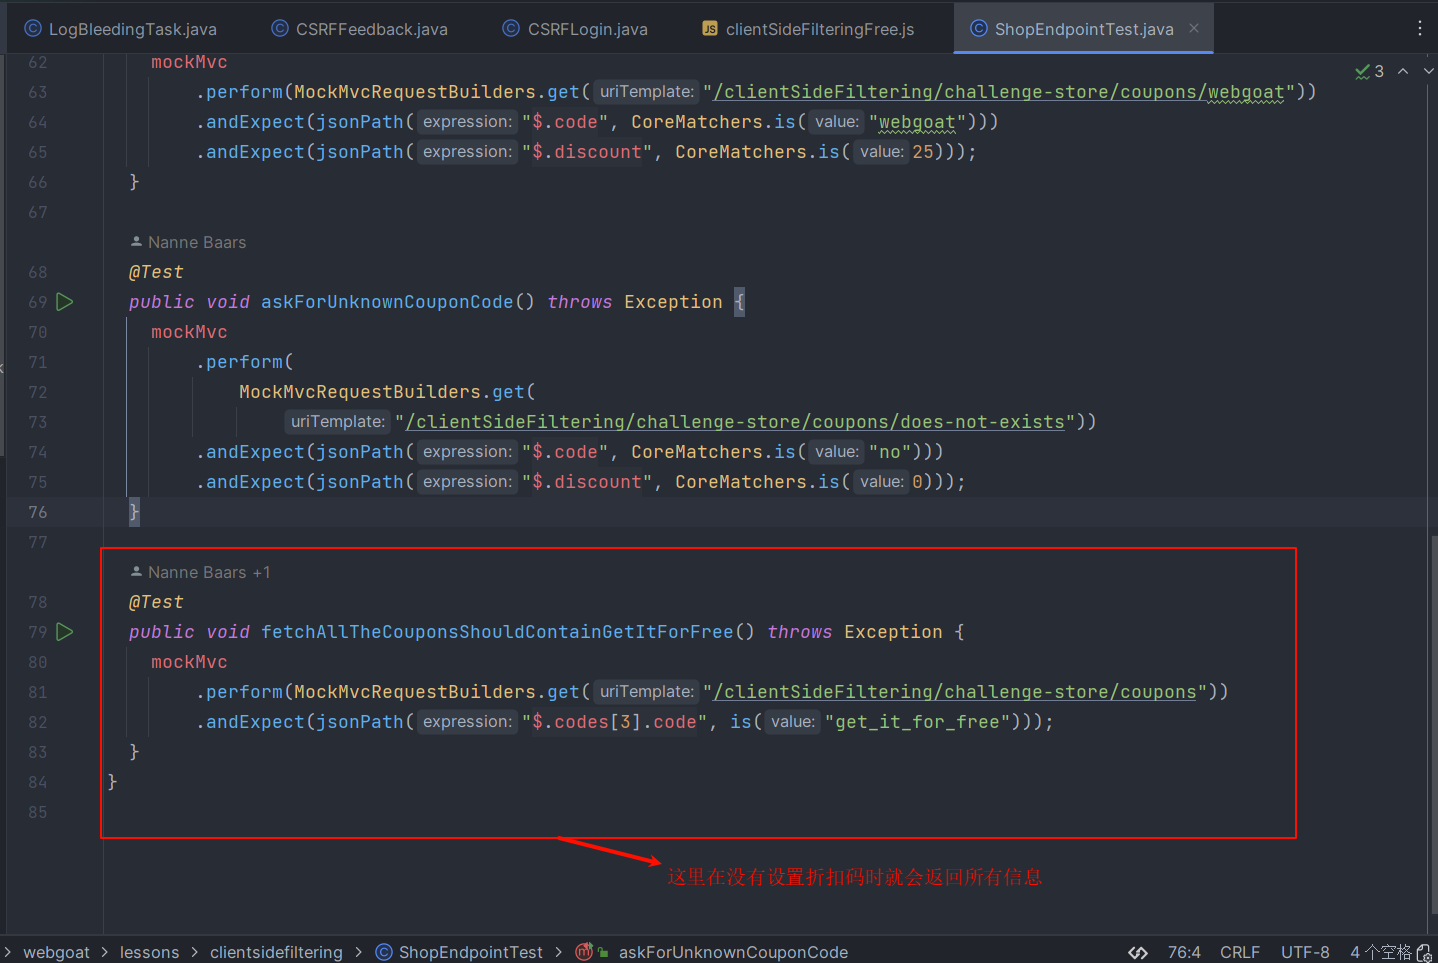 LogBleedingTask.java CSRFFeedback.java CSRFLogin.java JS clientSideFilteringFree.js ShopEndpointTest.java
62 mockMvc
3
63 .perform(MockMvcRequestBuilders.get( uriTemplate: "/clientSideFiltering/challenge-store/coupons/webgoat"))
64 .andExpect(jsonPath( expression: "$.code", CoreMatchers.is( value: "webgoat")))
65 .andExpect(jsonPath( expression: "$.discount", CoreMatchers.is( value: 25)));
66 }
67
Nanne Baars
68 @Test
69 public void askForUnknownCouponCode() throws Exception {
70 mockMvc
71 .perform(
72 MockMvcRequestBuilders.get(
73 uriTemplate: "/clientSideFiltering/challenge-store/coupons/does-not-exists"))
74 .andExpect(jsonPath( expression: "$.code", CoreMatchers.is( value: "no")))
75 .andExpect(jsonPath( expression: "$.discount", CoreMatchers.is( value: 0)));
76 }
77
Nanne Baars +1
78 @Test
79 public void fetchAllTheCouponsShouldContainGetItForFree() throws Exception {
80 mockMvc
81 .perform(MockMvcRequestBuilders.get( uriTemplate: "/clientSideFiltering/challenge-store/coupons"))
82 .andExpect(jsonPath( expression: "$.codes[3].code", is( value: "get_it_for_free")));
83 }
84 }
85
这里在没有设置折扣码时就会返回所有信息
webgoat > lessons > clientsidefiltering > ShopEndpointTest > askForUnknownCouponCode 76:4 CRLF UTF-8 4 个空格